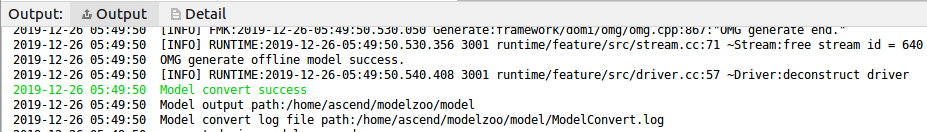 Output: Output Detail
2019-12-26 05:49:50 [INFO] FMK:2019-12-26-05:49:50.530.050 Generate:framework/domi/omg/omg.cpp:867:"OMG generate end."
2019-12-26 05:49:50 [INFO] RUNTIME:2019-12-26-05:49:50.530.356 3001 runtime/feature/src/stream.cc:71 ~Stream:free stream id = 640
2019-12-26 05:49:50 OMG generate offline model success.
2019-12-26 05:49:50 [INFO] RUNTIME:2019-12-26-05:49:50.540.408 3001 runtime/feature/src/driver.cc:57 ~Driver:deconstruct driver
2019-12-26 05:49:50 Model convert success
2019-12-26 05:49:50 Model output path:/home/ascend/modelzoo/model
2019-12-26 05:49:50 Model convert log file path:/home/ascend/modelzoo/model/ModelConvert.log